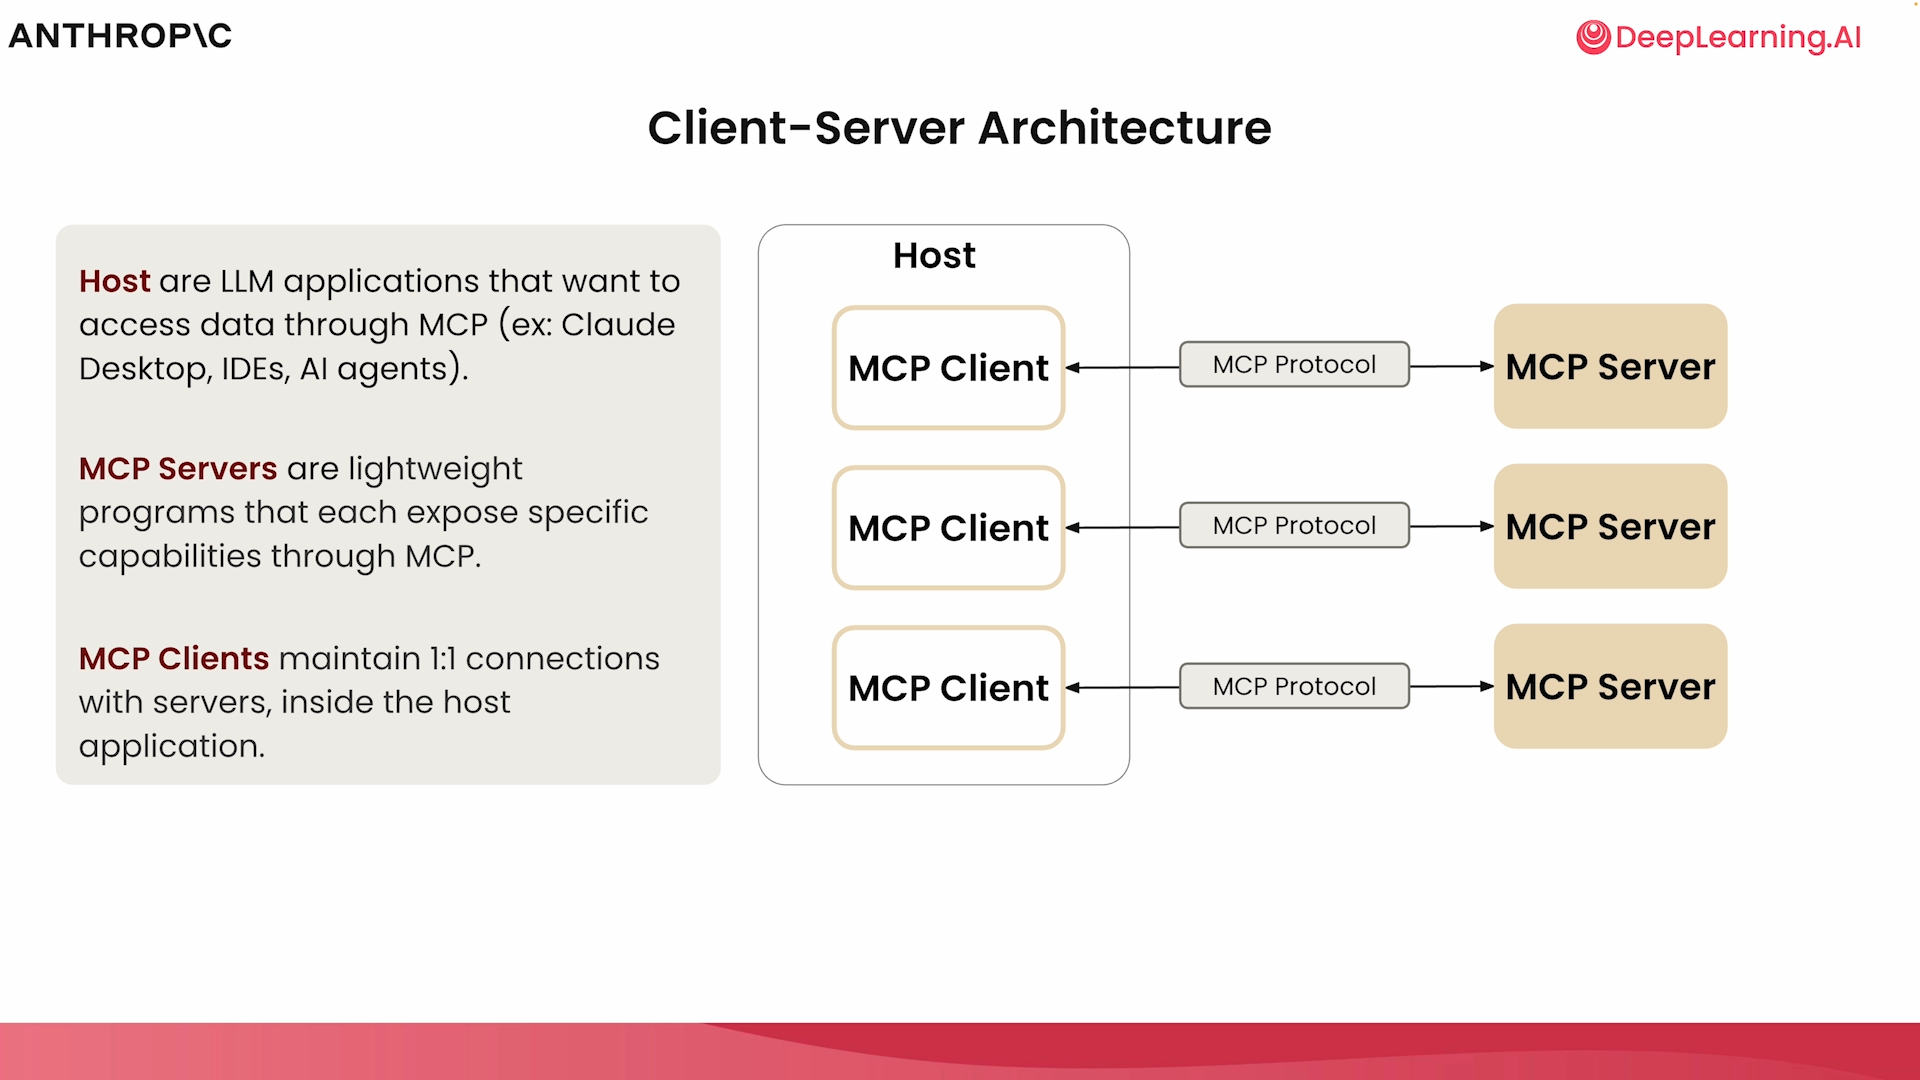 ANTHROP\C
DeepLearning.AI
Client-Server Architecture
Host are LLM applications that want to
access data through MCP (ex: Claude
Desktop, IDEs, AI agents).
MCP Servers are lightweight
programs that each expose specific
capabilities through MCP.
MCP Clients maintain 1:1 connections
with servers, inside the host
application.
Host
MCP Client
MCP Protocol
MCP Server
MCP Client
MCP Protocol
MCP Server
MCP Client
MCP Protocol
MCP Server